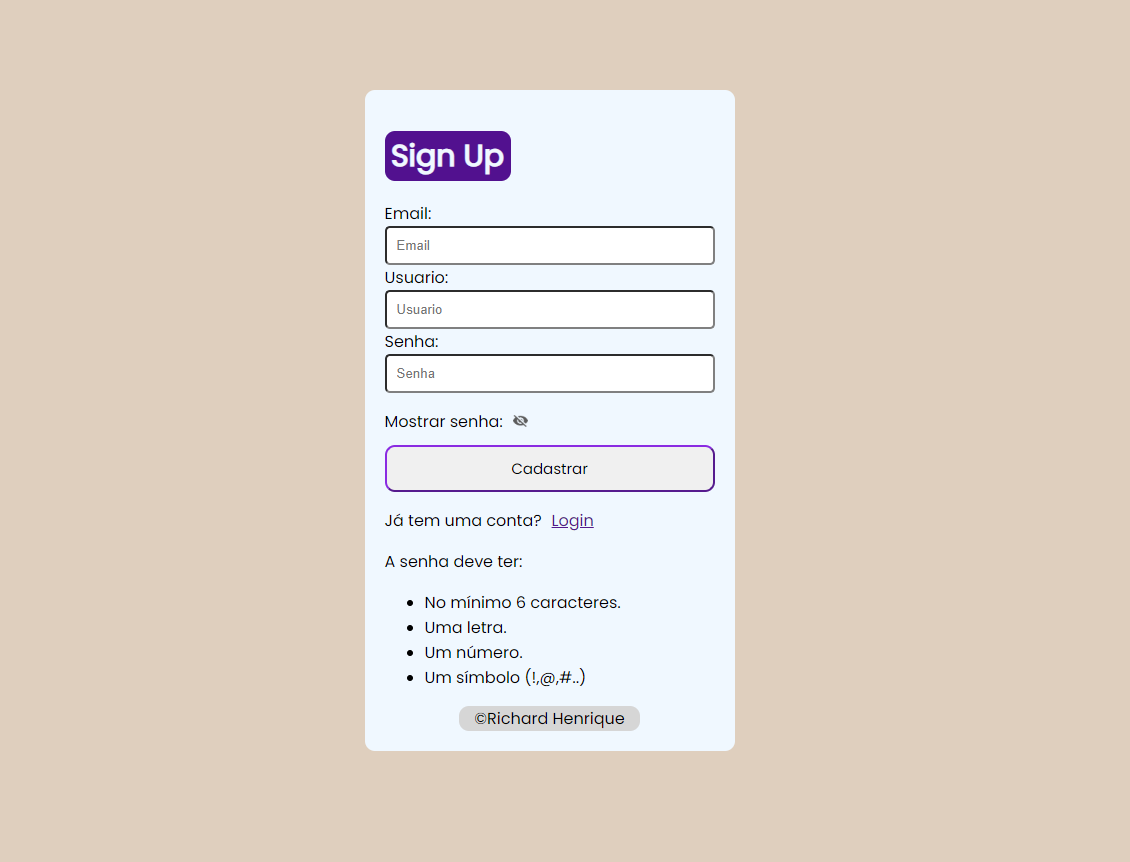 Sign Up
Email:
Email
Usuario:
Usuario
Senha:
Senha
Mostrar senha:
Cadastrar
Já tem uma conta? Login
A senha deve ter:
No mínimo 6 caracteres.
Uma letra.
Um número.
Um símbolo (!,@,#..)
©Richard Henrique